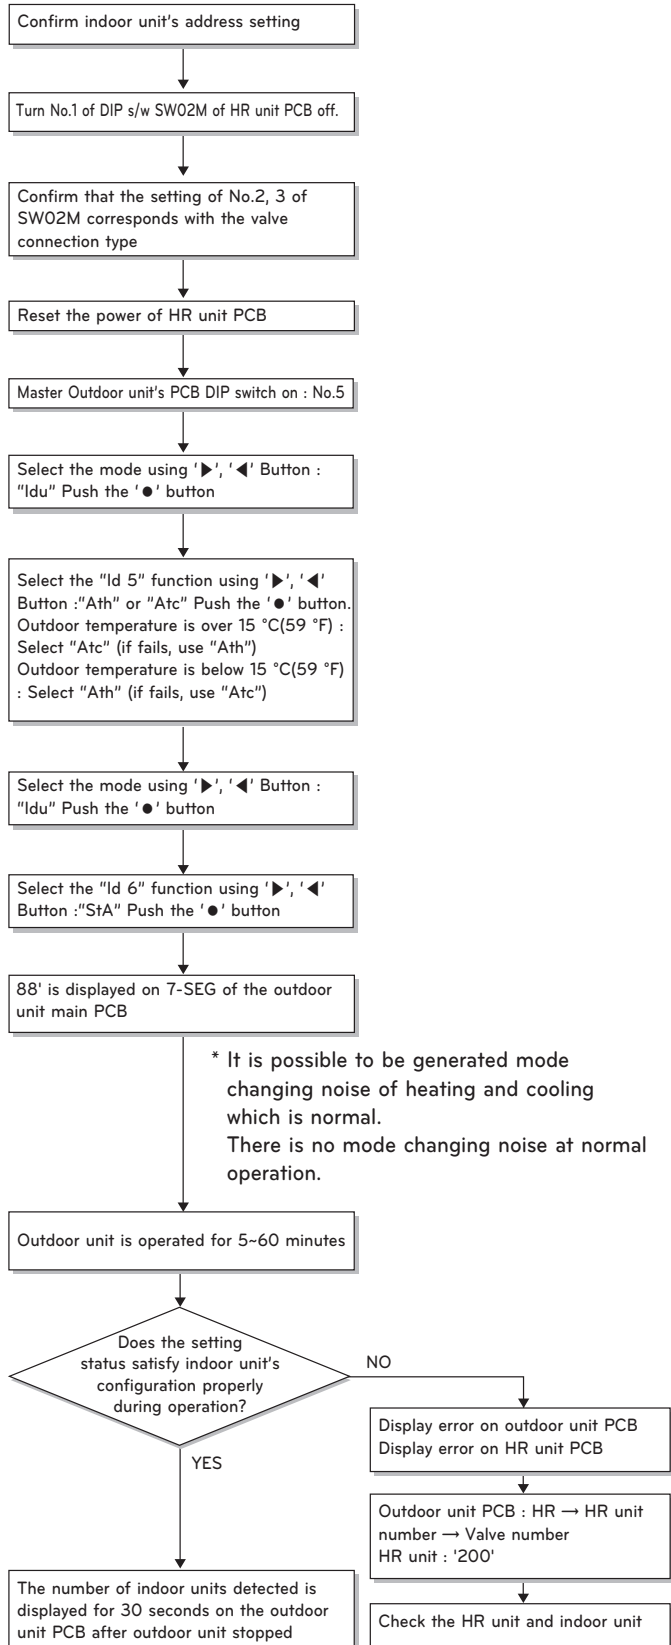 Confirm indoor unit's address setting
Turn No.1 of DIP s/w SW02M of HR unit PCB off.
Confirm that the setting of No.2, 3 of
SW02M corresponds with the valve
connection type
Reset the power of HR unit PCB
Master Outdoor unit's PCB DIP switch on : No.5
Select the mode using '▶', '◀' Button :
"Idu" Push the '●' button
Select the "Id 5" function using '▶', '◀'
Button :"Ath" or "Atc" Push the '●' button.
Outdoor temperature is over 15 °C(59 °F) :
Select "Atc" (if fails, use "Ath")
Outdoor temperature is below 15 °C(59 °F)
: Select "Ath" (if fails, use "Atc")
Select the mode using '▶', '◀' Button :
"Idu" Push the '●' button
Select the "Id 6" function using '▶', '◀'
Button :"StA" Push the '●' button
88' is displayed on 7-SEG of the outdoor
unit main PCB
* It is possible to be generated mode
changing noise of heating and cooling
which is normal.
There is no mode changing noise at normal
operation.
Outdoor unit is operated for 5~60 minutes
Does the setting
status satisfy indoor unit's
configuration properly
during operation?
NO
YES
Display error on outdoor unit PCB
Display error on HR unit PCB
Outdoor unit PCB : HR → HR unit
number → Valve number
HR unit : '200'
The number of indoor units detected is
displayed for 30 seconds on the outdoor
unit PCB after outdoor unit stopped
Check the HR unit and indoor unit